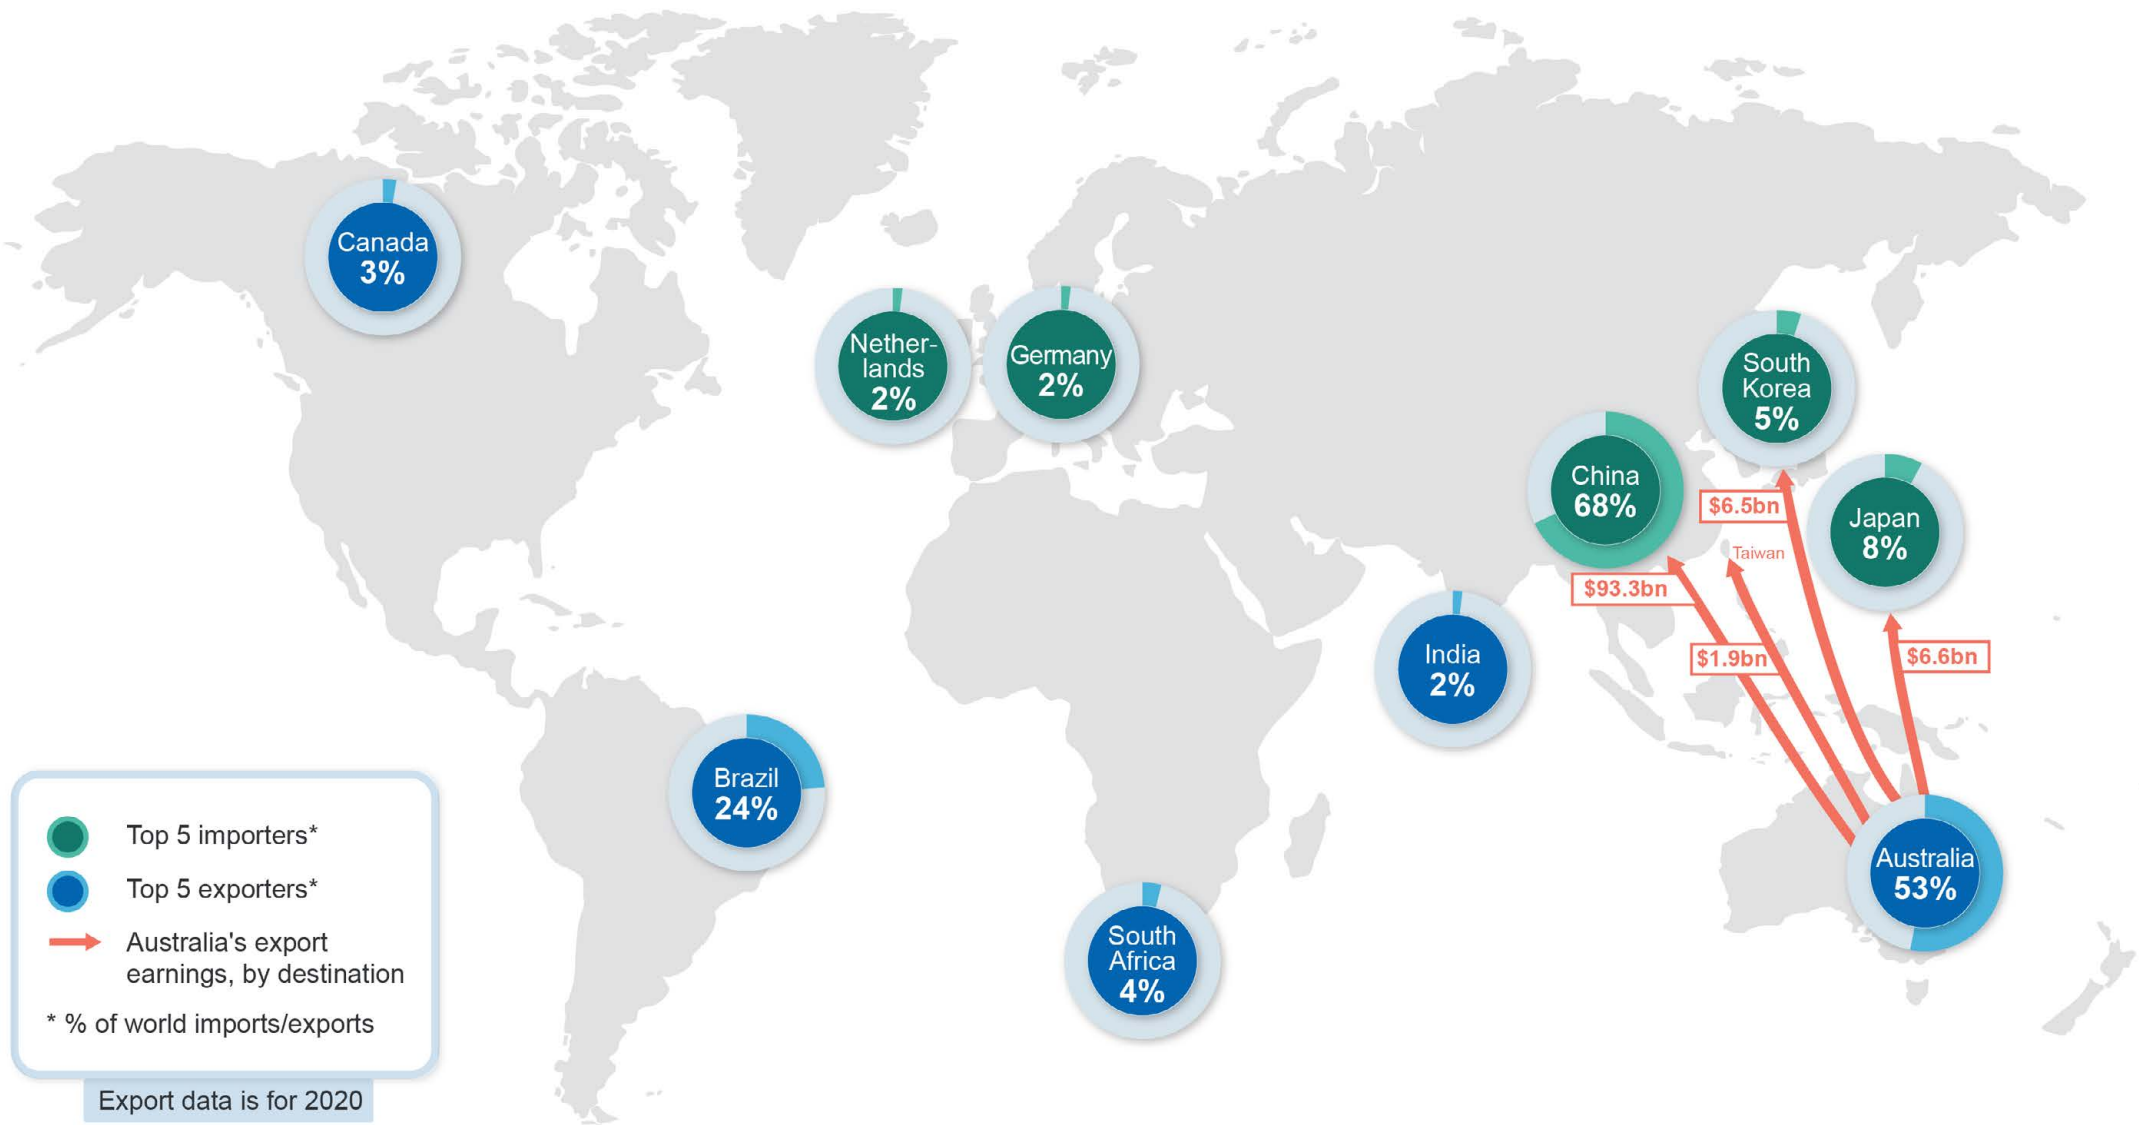 Canada
3%
Nether-
lands
2%
Germany
2%
South
Korea
5%
China
68%
$6.5bn
Japan
8%
Taiwan
$93.3bn
India
2%
$1.9bn
$6.6bn
Brazil
24%
Australia
53%
South
Africa
4%
Top 5 importers*
Top 5 exporters*
Australia's export
earnings, by destination
* % of world imports/exports
Export data is for 2020